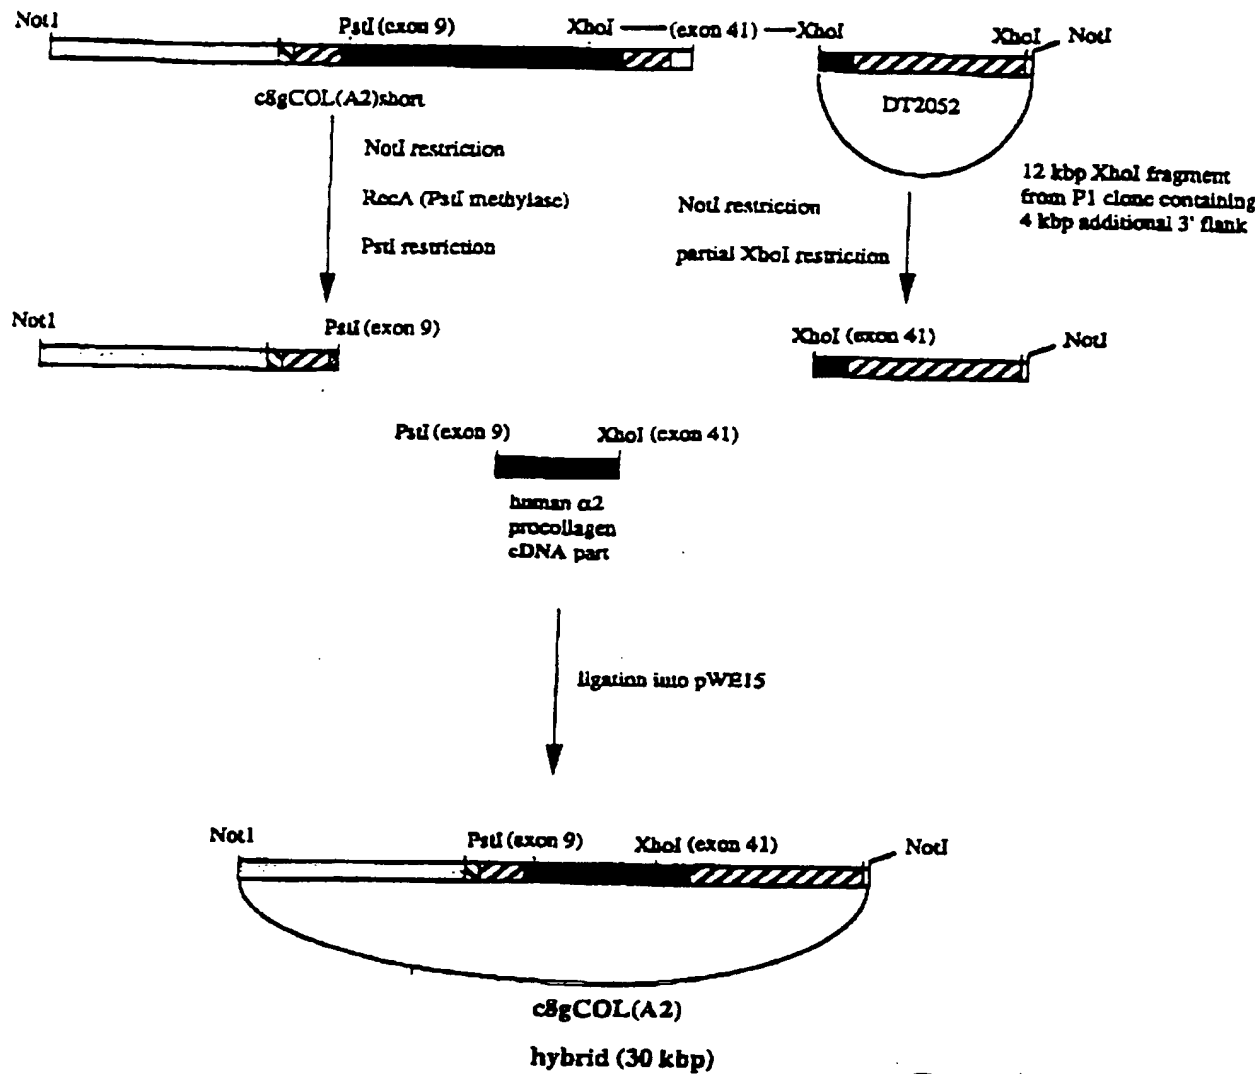 Not1
PstI (exon 9)
XhoI — (exon 41) — XhoI
XhoI
NotI
c8gCOL(A2)short
DT2052
NotI restriction
RecA (PstI methylase)
PstI restriction
NotI restriction
partial XhoI restriction
12 kbp XhoI fragment
from P1 clone containing
4 kbp additional 3' flank
Not1
PstI (exon 9)
XhoI (exon 41)
NotI
PstI (exon 9)
XhoI (exon 41)
human α2
procollagen
cDNA part
ligation into pWE15
Not1
PstI (exon 9)
XhoI (exon 41)
NotI
c8gCOL(A2)
hybrid (30 kbp)